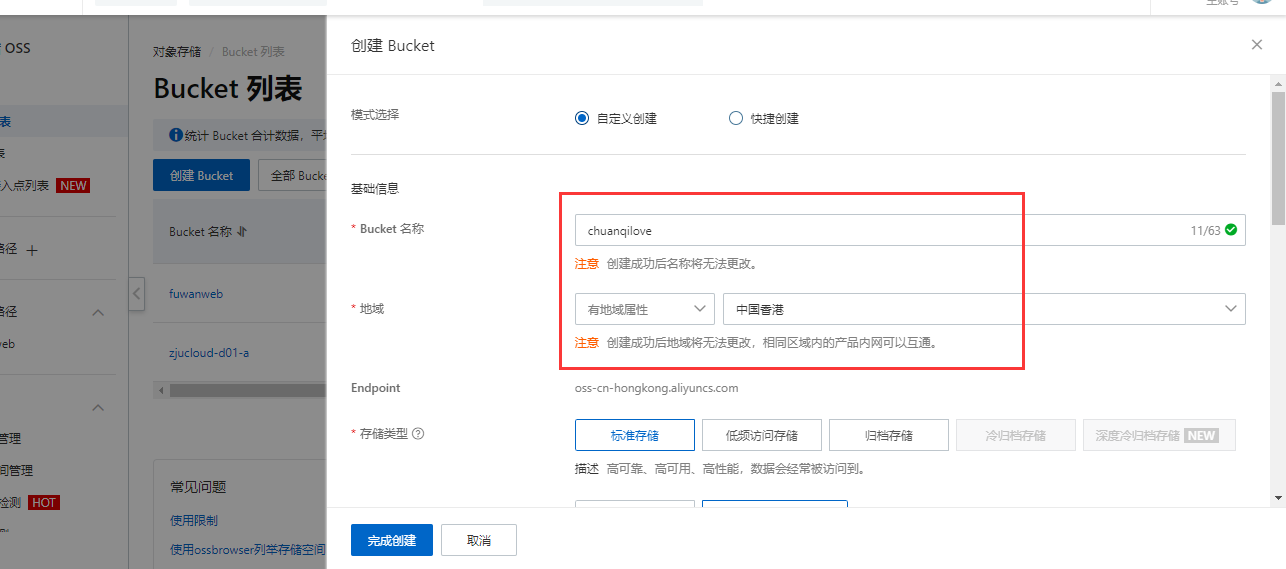 OSS
创建 Bucket
对象存储 / Bucket 列表
Bucket 列表
模式选择
自定义创建
快捷创建
表
统计 Bucket 合计数据，平
表
创建 Bucket
全部 Bucke
入点列表 NEW
基础信息
* Bucket 名称
chuanqilove
11/63
Bucket 名称
注意 创建成功后名称将无法更改。
路径
fuwanweb
* 地域
有地域属性
中国香港
路径
注意 创建成功后地域将无法更改，相同区域内的产品内网可以互通。
eb
zjucloud-d01-a
Endpoint
oss-cn-hongkong.aliyuncs.com
* 存储类型
标准存储
低频访问存储
归档存储
冷归档存储
深度冷归档存储 NEW
管理
描述 高可靠、高可用、高性能，数据会经常被访问到。
间管理
常见问题
检测 HOT
使用限制
完成创建
取消
使用ossbrowser列举存储空间